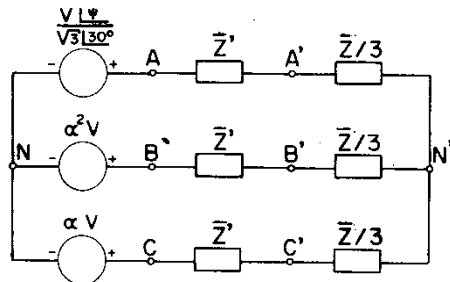 V|ψ
√3|30°
A Z̄' A' Z̄/3
- +
α²V
N B` Z̄' B' Z̄/3 N'
- +
αV
C Z̄' C' Z̄/3
- +